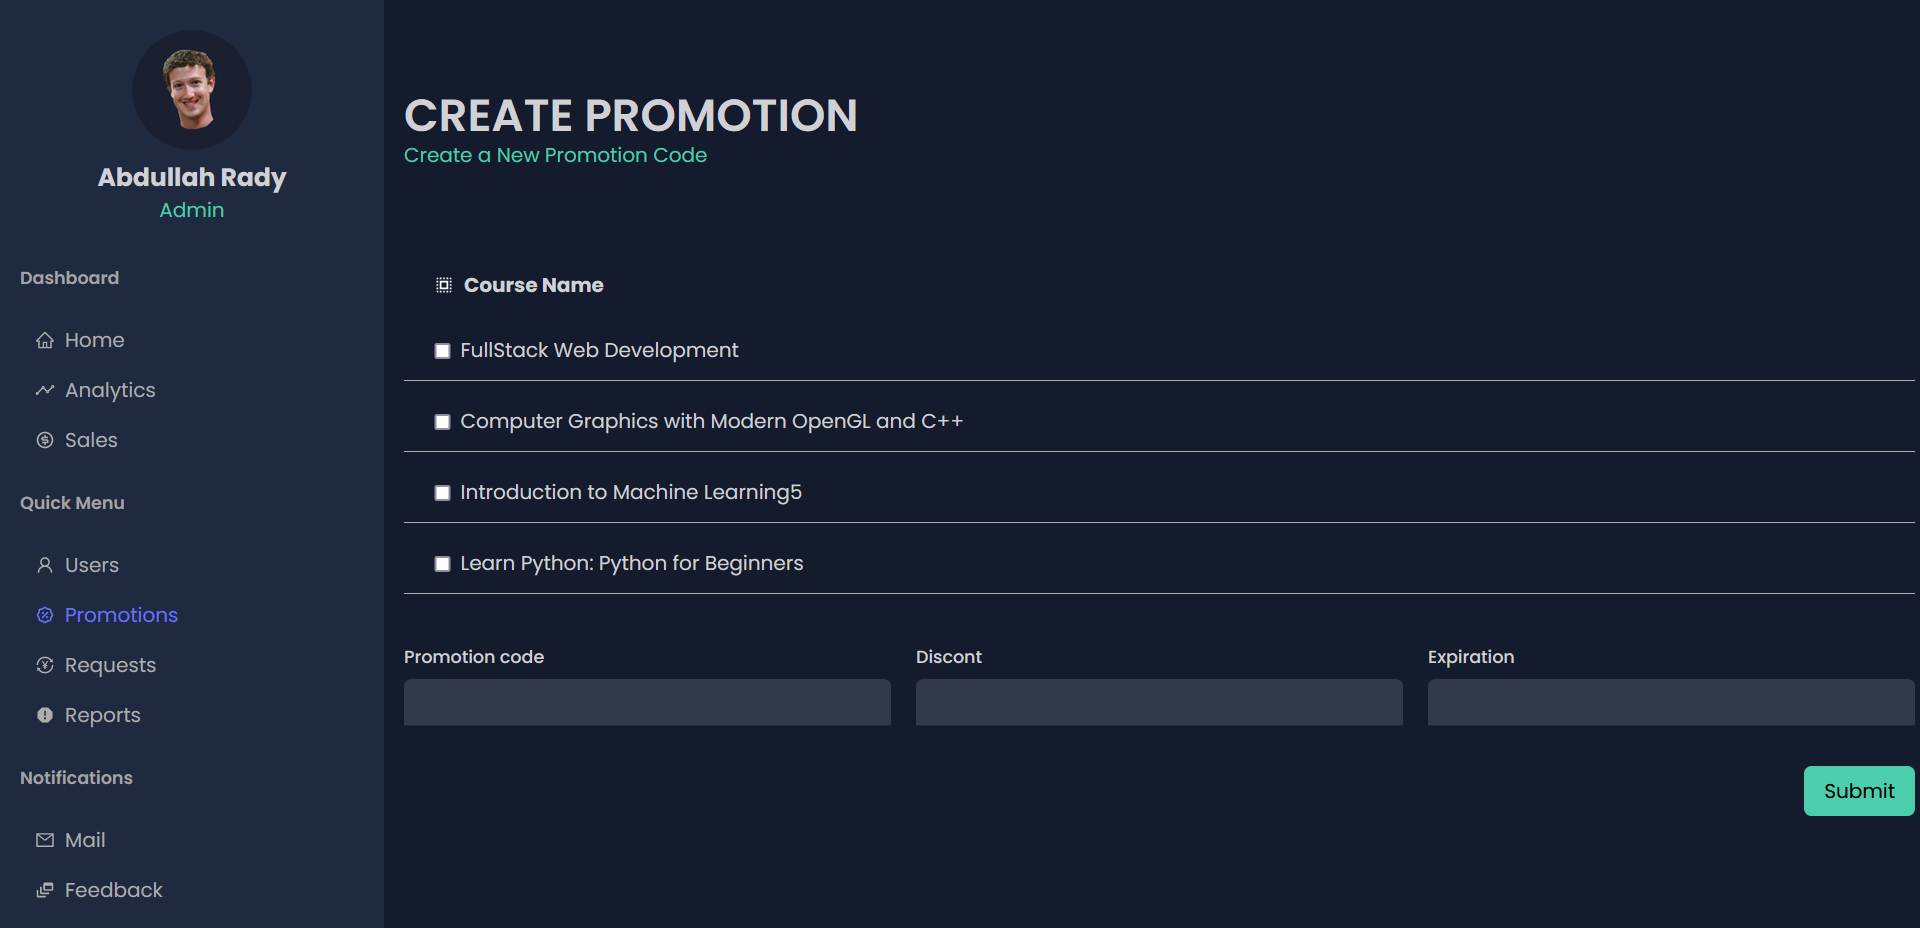 Abdullah Rady
Admin
Dashboard
Home
Analytics
Sales
Quick Menu
Users
Promotions
Requests
Reports
Notifications
Mail
Feedback
CREATE PROMOTION
Create a New Promotion Code
Course Name
FullStack Web Development
Computer Graphics with Modern OpenGL and C++
Introduction to Machine Learning5
Learn Python: Python for Beginners
Promotion code
Discont
Expiration
Submit